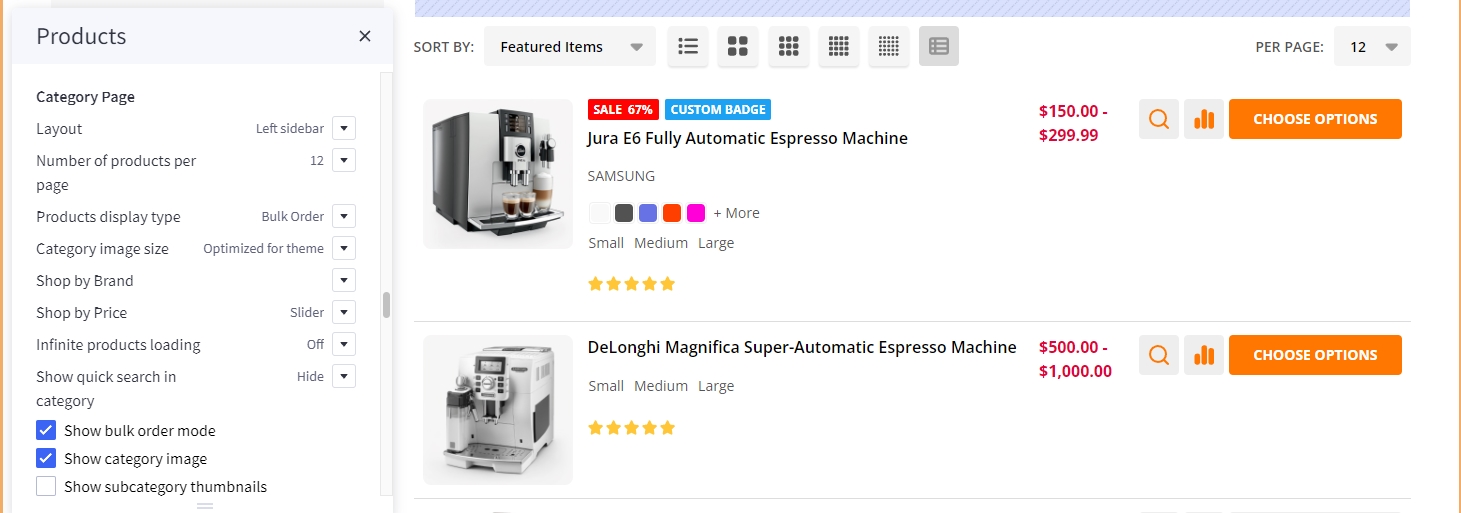 Products
Category Page
Layout
Left sidebar
Number of products per
page
12
Products display type
Bulk Order
Category image size
Optimized for theme
Shop by Brand
Shop by Price
Slider
Infinite products loading
Off
Show quick search in
category
Hide
Show bulk order mode
Show category image
Show subcategory thumbnails
SORT BY:
Featured Items
PER PAGE:
12
SALE 67%
CUSTOM BADGE
Jura E6 Fully Automatic Espresso Machine
SAMSUNG
+ More
Small Medium Large
$150.00 -
$299.99
CHOOSE OPTIONS
DeLonghi Magnifica Super-Automatic Espresso Machine
Small Medium Large
$500.00 -
$1,000.00
CHOOSE OPTIONS